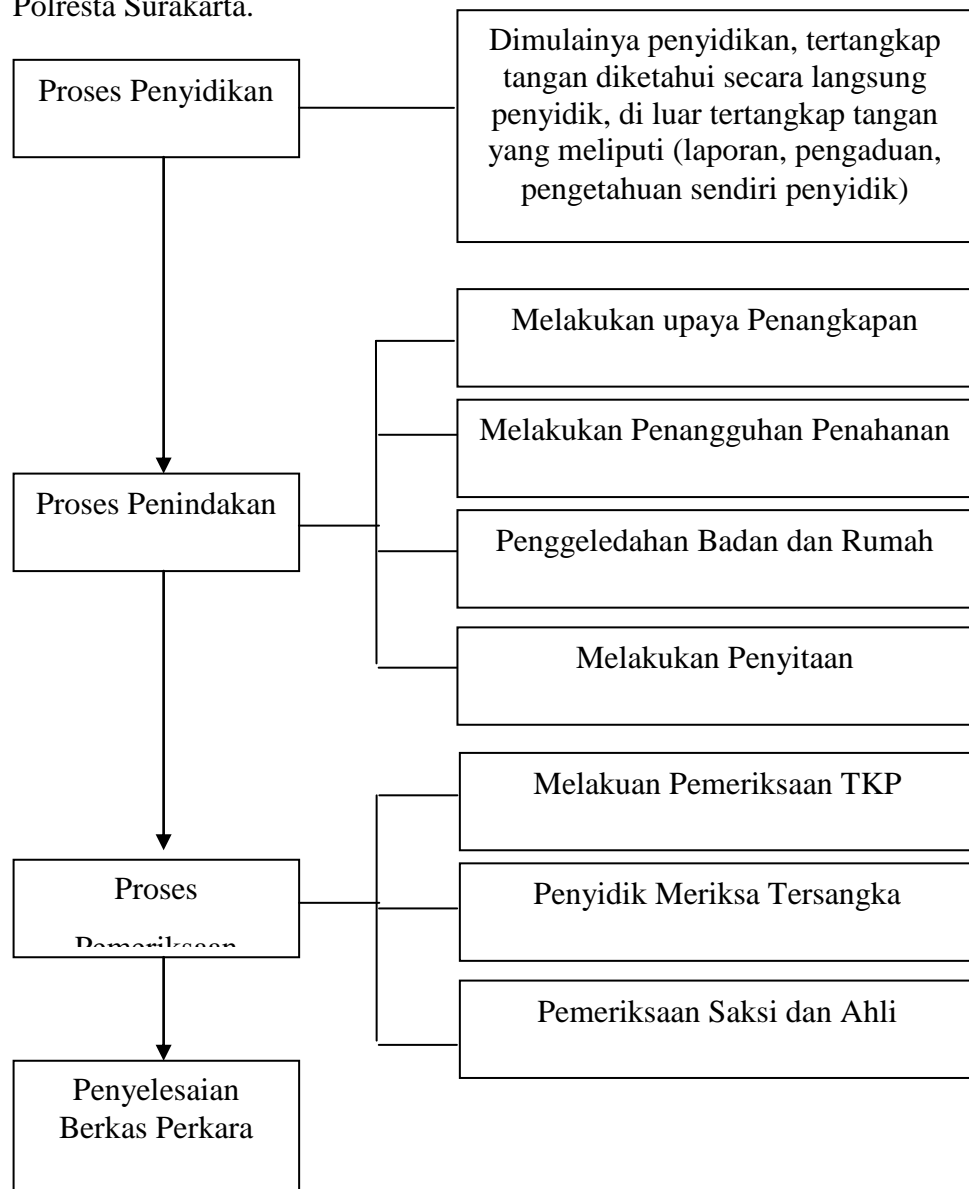 Polresta Surakarta.
Proses Penyidikan
Dimulainya penyidikan, tertangkap
tangan diketahui secara langsung
penyidik, di luar tertangkap tangan
yang meliputi (laporan, pengaduan,
pengetahuan sendiri penyidik)
Melakukan upaya Penangkapan
Melakukan Penangguhan Penahanan
Proses Penindakan
Penggeledahan Badan dan Rumah
Melakukan Penyitaan
Melakuan Pemeriksaan TKP
Proses
Pemeriksaan
Penyidik Meriksa Tersangka
Pemeriksaan Saksi dan Ahli
Penyelesaian
Berkas Perkara